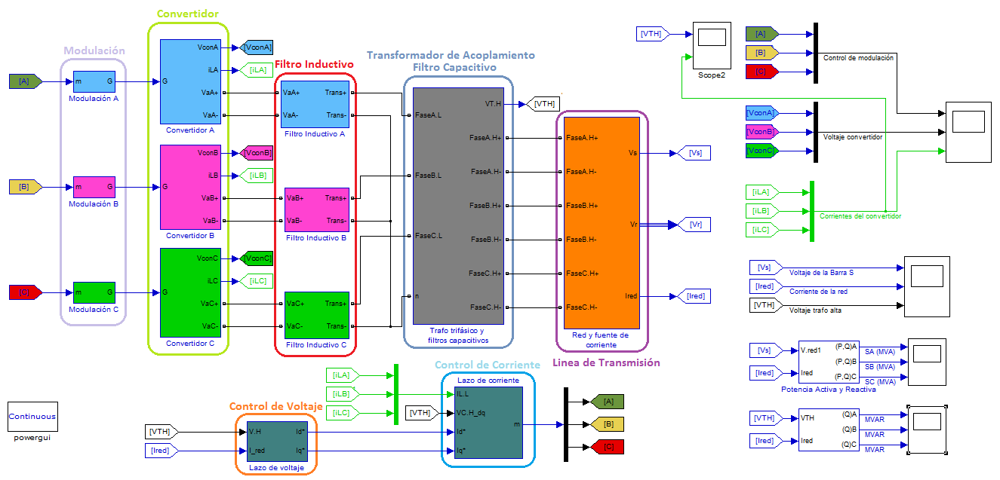 Modulación
[A]
m
G
Modulación A
[B]
m
G
Modulación B
[C]
m
G
Modulación C
Convertidor
G
VconA
iLA
VaA+
VaA-
Convertidor A
[VconA]
[iLA]
G
VconB
iLB
VaB+
VaB-
Convertidor B
[VconB]
[iLB]
G
VconC
iLC
VaC+
VaC-
Convertidor C
[VconC]
[iLC]
Filtro Inductivo
VaA+
Trans+
VaA-
Trans-
Filtro Inductivo A
VaB+
Trans+
VaB-
Trans-
Filtro Inductivo B
VaC+
Trans+
VaC-
Trans-
Filtro Inductivo C
Transformador de Acoplamiento
Filtro Capacitivo
FaseA.L
FaseB.L
FaseC.L
n
VT.H
FaseA.H+
FaseA.H-
FaseB.H+
FaseB.H-
FaseC.H+
FaseC.H-
Trafo trifásico y
filtros capacitivos
[VTH]
FaseA.H+
FaseA.H-
FaseB.H+
FaseB.H-
FaseC.H+
FaseC.H-
Vs
Vr
Ired
Red y fuente de
corriente
Linea de Transmisión
[Vs]
[Vr]
[Ired]
[VTH]
Scope2
[A]
[B]
[C]
Control de modulación
[VconA]
[VconB]
[VconC]
Voltaje convertidor
[iLA]
[iLB]
[iLC]
Corrientes del convertidor
[Vs]
Voltaje de la Barra S
[Ired]
Corriente de la red
[VTH]
Voltaje trafo alta
[Vs]
[Ired]
V.red1
Ired
(P,Q)A
(P,Q)B
(P,Q)C
SA (MVA)
SB (MVA)
SC (MVA)
Potencia Activa y Reactiva
[VTH]
[Ired]
VTH
Ired
(Q)A
(Q)B
(Q)C
MVAR
MVAR
MVAR
Continuous
powergui
Control de Voltaje
[VTH]
[Ired]
V.H
I_red
Id*
Iq*
Lazo de voltaje
Control de Corriente
Lazo de corriente
[iLA]
[iLB]
[iLC]
[VTH]
IL.L
VC.H_dq
Id*
Iq*
m
[A]
[B]
[C]